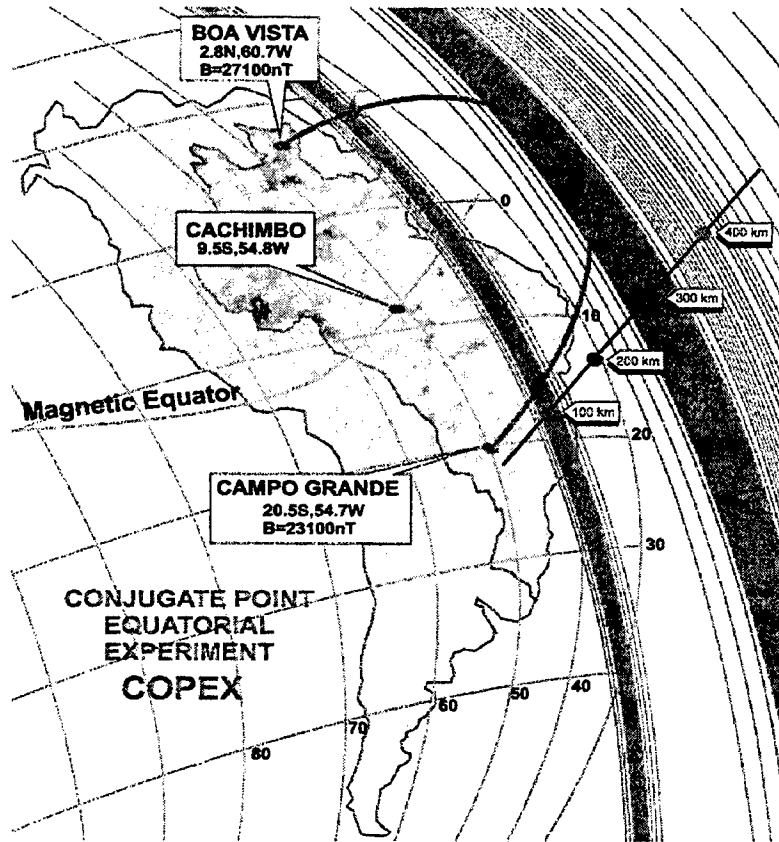 BOA VISTA
2.8N,60.7W
B=27100nT
CACHIMBO
9.5S,54.8W
0
400 km
300 km
10
200 km
Magnetic Equator
100 km
20
CAMPO GRANDE
20.5S,54.7W
B=23100nT
30
CONJUGATE POINT
EQUATORIAL
EXPERIMENT
COPEX
40
50
60
70
80